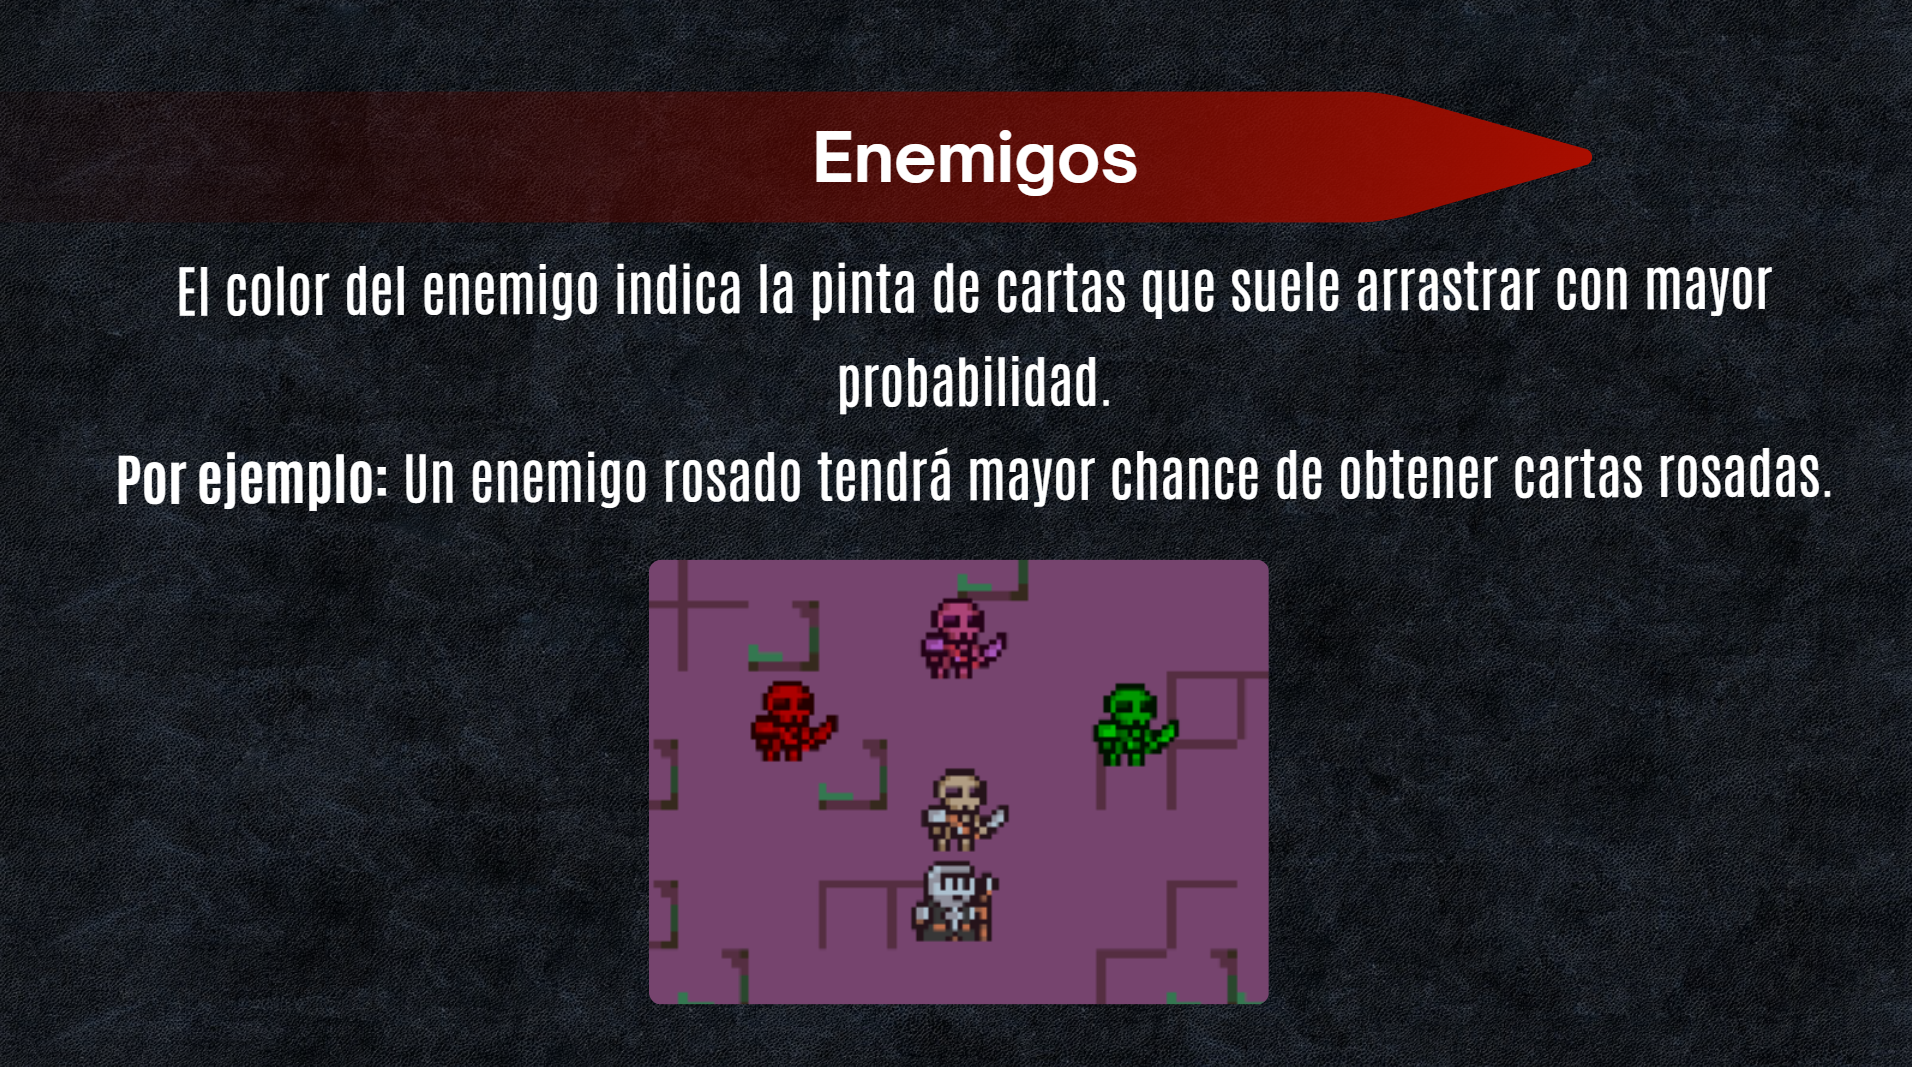 Enemigos
El color del enemigo indica la pinta de cartas que suele arrastrar con mayor
probabilidad.
Por ejemplo: Un enemigo rosado tendrá mayor chance de obtener cartas rosadas.